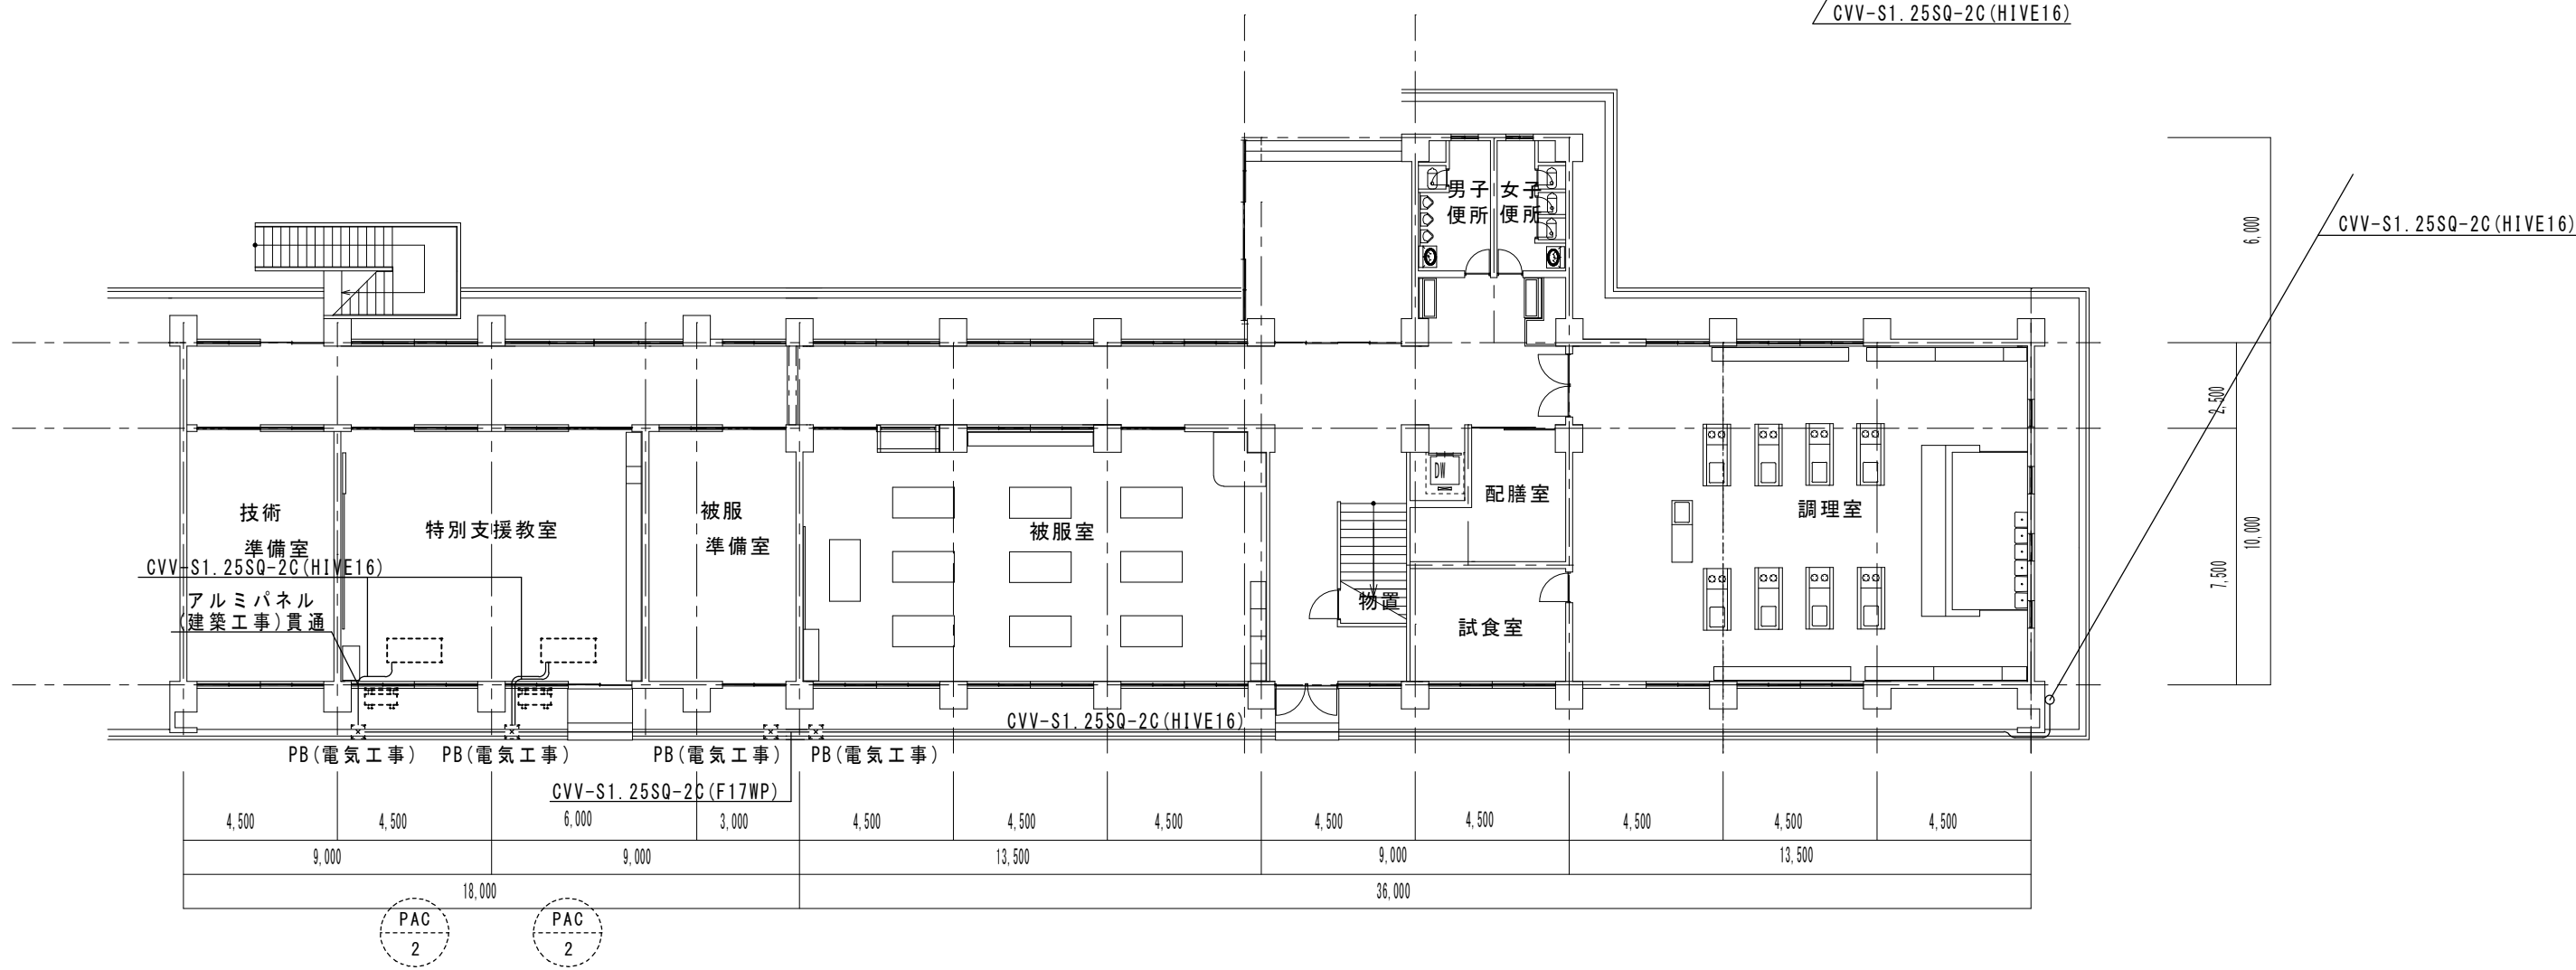 CVV-S1.25SQ-2C(HIVE16)
男子
便所
女子
便所
6,000
CVV-S1.25SQ-2C(HIVE16)
2,500
10,000
7,500
DW
配膳室
調理室
技術
準備室
特別支援教室
被服
準備室
被服室
CVV-S1.25SQ-2C(HIVE16)
アルミパネル
(建築工事)貫通
物置
試食室
CVV-S1.25SQ-2C(HIVE16)
PB(電気工事)
PB(電気工事)
PB(電気工事)
PB(電気工事)
CVV-S1.25SQ-2C(F17WP)
4,500
4,500
6,000
3,000
4,500
4,500
4,500
4,500
4,500
4,500
4,500
4,500
9,000
9,000
13,500
9,000
13,500
18,000
36,000
PAC
2
PAC
2